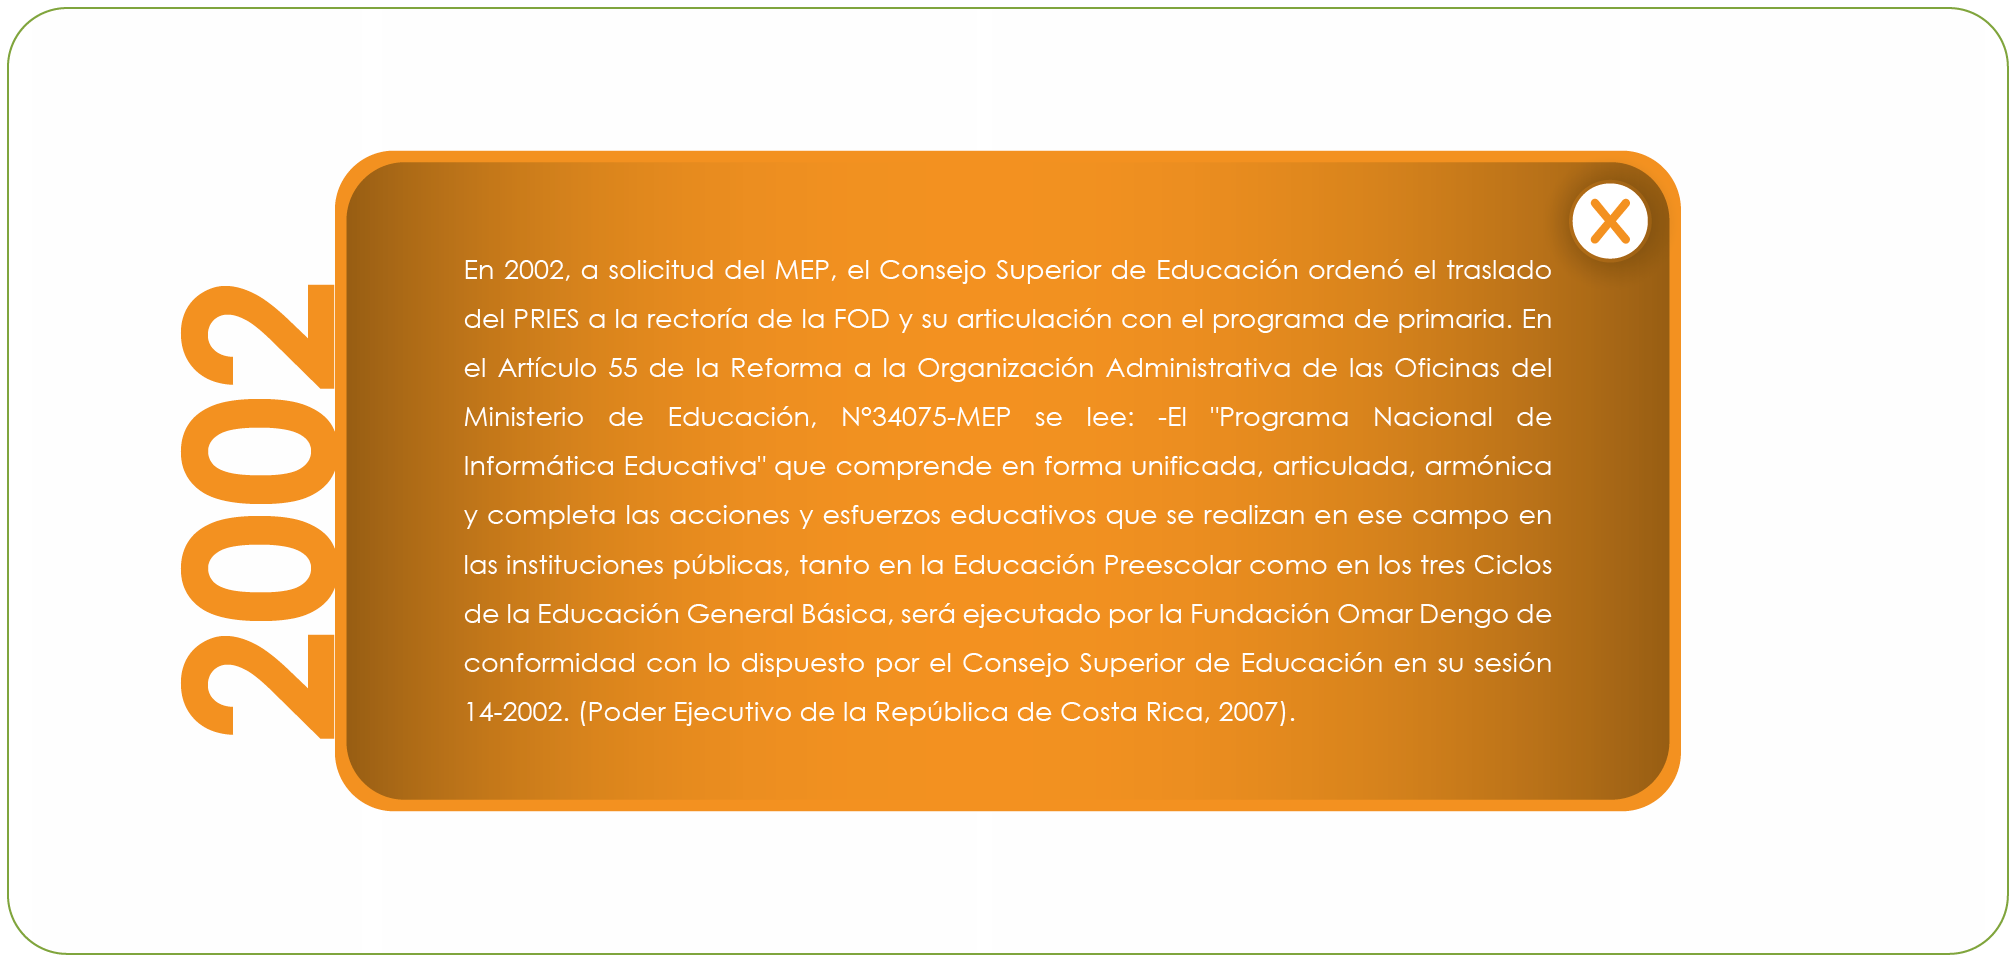 2002
X
En 2002, a solicitud del MEP, el Consejo Superior de Educación ordenó el traslado
del PRIES a la rectoría de la FOD y su articulación con el programa de primaria. En
el Artículo 55 de la Reforma a la Organización Administrativa de las Oficinas del
Ministerio de Educación, N°34075-MEP se lee: -El "Programa Nacional de
Informática Educativa" que comprende en forma unificada, articulada, armónica
y completa las acciones y esfuerzos educativos que se realizan en ese campo en
las instituciones públicas, tanto en la Educación Preescolar como en los tres Ciclos
de la Educación General Básica, será ejecutado por la Fundación Omar Dengo de
conformidad con lo dispuesto por el Consejo Superior de Educación en su sesión
14-2002. (Poder Ejecutivo de la República de Costa Rica, 2007).